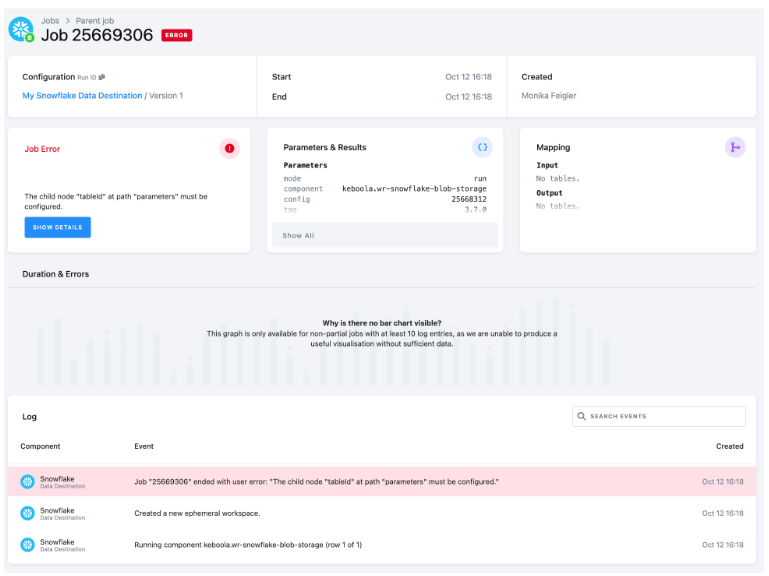 Jobs > Parent job
Job 25669306 ERROR
Configuration Run ID
My Snowflake Data Destination / Version 1
Start Oct 12 16:18
End Oct 12 16:18
Created
Monika Feigler
Job Error
The child node "tableId" at path "parameters" must be
configured.
SHOW DETAILS
Parameters & Results
Parameters
mode run
component keboola.wr-snowflake-blob-storage
config 25668312
tag 3.7.0
Show All
Mapping
Input
No tables.
Output
No tables.
Duration & Errors
Why is there no bar chart visible?
This graph is only available for non-partial jobs with at least 10 log entries, as we are unable to produce a
useful visualisation without sufficient data.
Log
SEARCH EVENTS
Component Event Created
Snowflake
Data Destination
Job "25669306" ended with user error: "The child node "tableId" at path "parameters" must be configured."
Oct 12 16:18
Snowflake
Data Destination
Created a new ephemeral workspace.
Oct 12 16:18
Snowflake
Data Destination
Running component keboola.wr-snowflake-blob-storage (row 1 of 1)
Oct 12 16:18